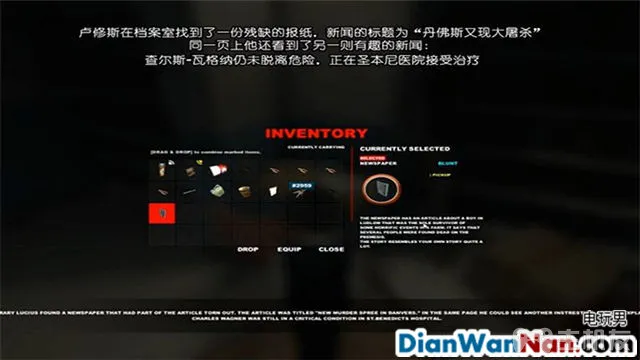 卢修斯在档案室找到了一份残缺的报纸，新闻的标题为“丹佛斯又现大屠杀”
同一页上他还看到了另一则有趣的新闻：
查尔斯-瓦格纳仍未脱离危险，正在圣本尼医院接受治疗
INVENTORY
[DRAG & DROP] to combine marked items.
CURRENTLY CARRYING
CURRENTLY SELECTED
SELECTED
NEWSPAPER
BLUNT
PICKUP
#2959
THE NEWSPAPER HAS AN ARTICLE ABOUT A BOY IN
LUDLOW THAT WAS THE SOLE SURVIVOR OF
SOME HORRIFIC EVENTS IN A FARM. IT SAYS THAT
SEVERAL PEOPLE WERE FOUND DEAD ON THE
PREMISIS.
THE STORY RESEMBLES YOUR OWN STORY QUITE A
LOT.
DROP
EQUIP
CLOSE
RARY LUCIUS FOUND A NEWSPAPER THAT HAD PART OF THE ARTICLE TORN OUT. THE ARTICLE WAS TITLED "NEW MURDER SPREE IN DANVERS." IN THE SAME PAGE HE COULD SEE ANOTHER
CHARLES WAGNER WAS STILL IN A CRITICAL CONDITION IN ST.BENEDICTS HOSPITAL.
电玩男
DianWanNan.com